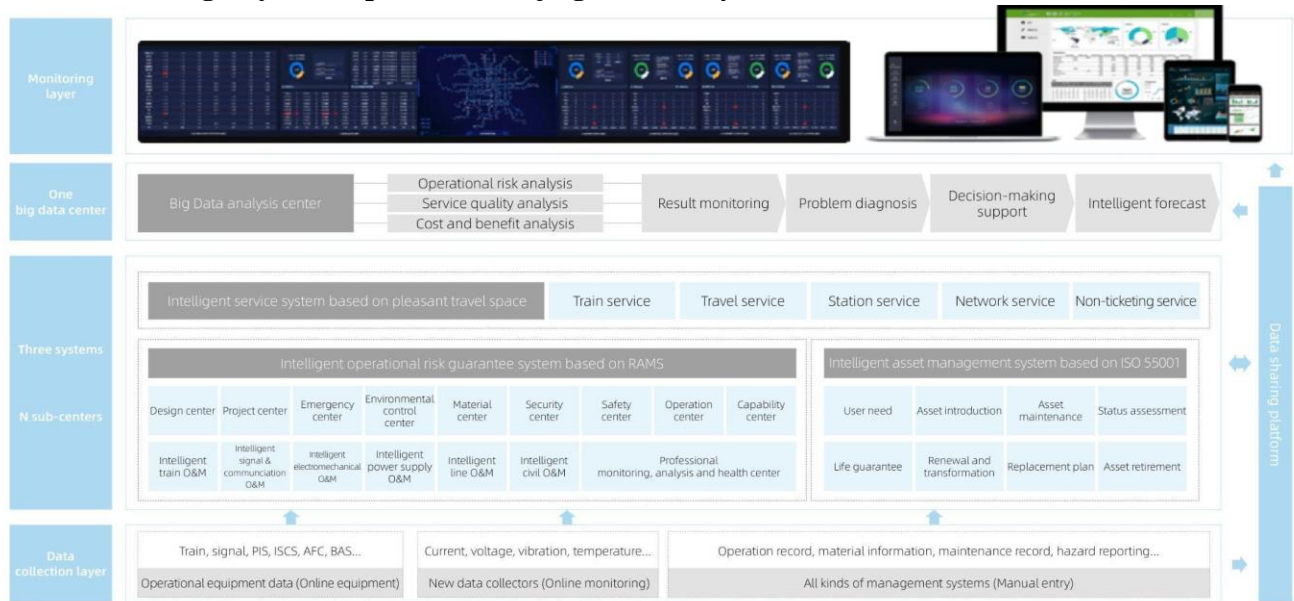 Monitoring
layer
One
big data center
Big Data analysis center
Operational risk analysis
Service quality analysis
Cost and benefit analysis
Result monitoring
Problem diagnosis
Decision-making
support
Intelligent forecast
Three systems
N sub-centers
Intelligent service system based on pleasant travel space
Train service
Travel service
Station service
Network service
Non-ticketing service
Intelligent operational risk guarantee system based on RAMS
Design center
Project center
Emergency
center
Environmental
control
center
Material
center
Security
center
Safety
center
Operation
center
Capability
center
Intelligent
train O&M
Intelligent
signal &
communciation
O&M
Intelligent
electromechanical
O&M
Intelligent
power supply
O&M
Intelligent
line O&M
Intelligent
civil O&M
Professional
monitoring, analysis and health center
Intelligent asset management system based on ISO 55001
User need
Asset introduction
Asset
maintenance
Status assessment
Life guarantee
Renewal and
transformation
Replacement plan
Asset retirement
Data sharing platform
Data
collection layer
Train, signal, PIS, ISCS, AFC, BAS...
Operational equipment data (Online equipment)
Current, voltage, vibration, temperature...
New data collectors (Online monitoring)
Operation record, material information, maintenance record, hazard reporting...
All kinds of management systems (Manual entry)